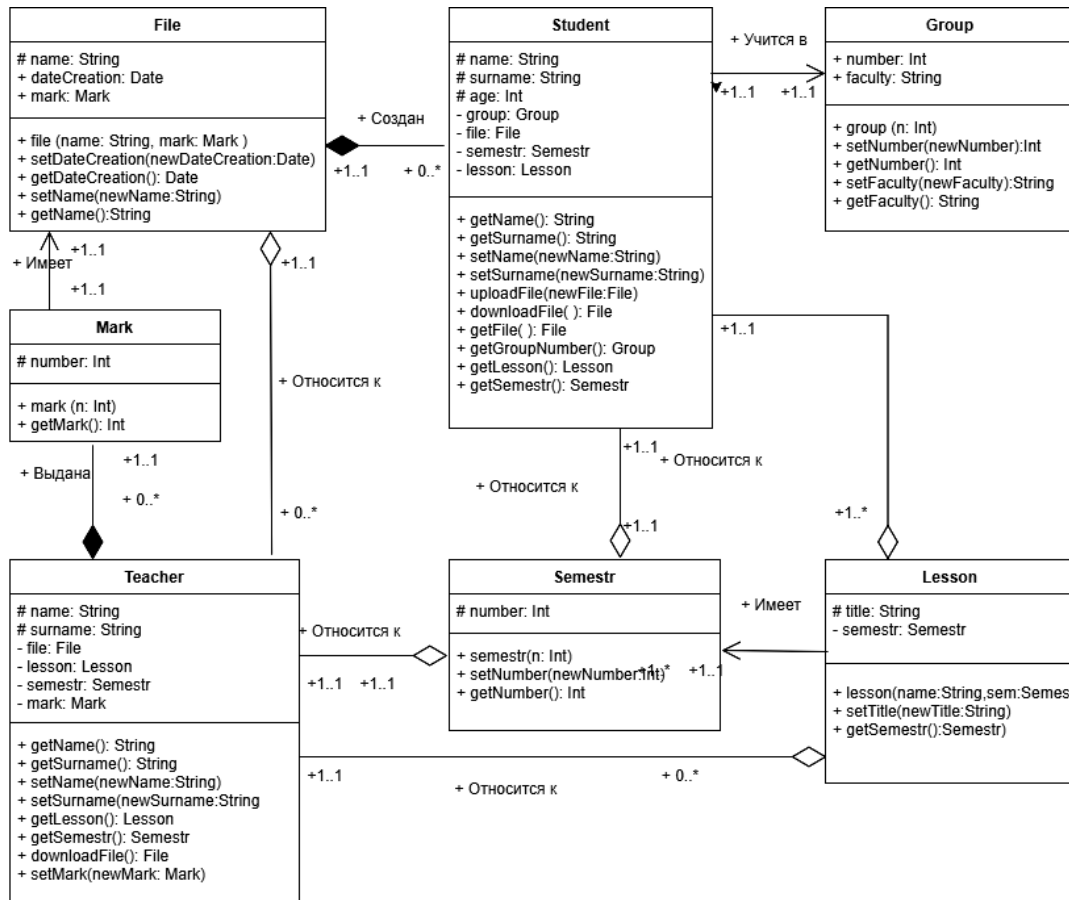 File
# name: String
+ dateCreation: Date
+ mark: Mark
+ file (name: String, mark: Mark )
+ setDateCreation(newDateCreation:Date)
+ getDateCreation(): Date
+ setName(newName:String)
+ getName():String
+ Создан
+1..1
+ 0..*
Student
# name: String
# surname: String
# age: Int
- group: Group
- file: File
- semestr: Semestr
- lesson: Lesson
+ getName(): String
+ getSurname(): String
+ setName(newName:String)
+ setSurname(newSurname:String)
+ uploadFile(newFile:File)
+ downloadFile( ): File
+ getFile( ): File
+ getGroupNumber(): Group
+ getLesson(): Lesson
+ getSemestr(): Semestr
+ Учится в
+1..1
+1..1
Group
+ number: Int
+ faculty: String
+ group (n: Int)
+ setNumber(newNumber):Int
+ getNumber(): Int
+ setFaculty(newFaculty):String
+ getFaculty(): String
+1..1
+ Имеет
+1..1
+1..1
+ Относится к
+ 0..*
Mark
# number: Int
+ mark (n: Int)
+ getMark(): Int
+ Выдана
+1..1
+ 0..*
+1..1
+ Относится к
+ Относится к
+1..1
+1..1
+1..*
Teacher
# name: String
# surname: String
- file: File
- lesson: Lesson
- semestr: Semestr
- mark: Mark
+ getName(): String
+ getSurname(): String
+ setName(newName:String)
+ setSurname(newSurname:String
+ getLesson(): Lesson
+ getSemestr(): Semestr
+ downloadFile(): File
+ setMark(newMark: Mark)
+ Относится к
+1..1
+1..1
Semestr
# number: Int
+ semestr(n: Int)
+ setNumber(newNumber:Int)
+ getNumber(): Int
+ Имеет
+1..*
+1..1
Lesson
# title: String
- semestr: Semestr
+ lesson(name:String,sem:Semes
+ setTitle(newTitle:String)
+ getSemestr():Semestr)
+1..1
+ 0..*
+ Относится к